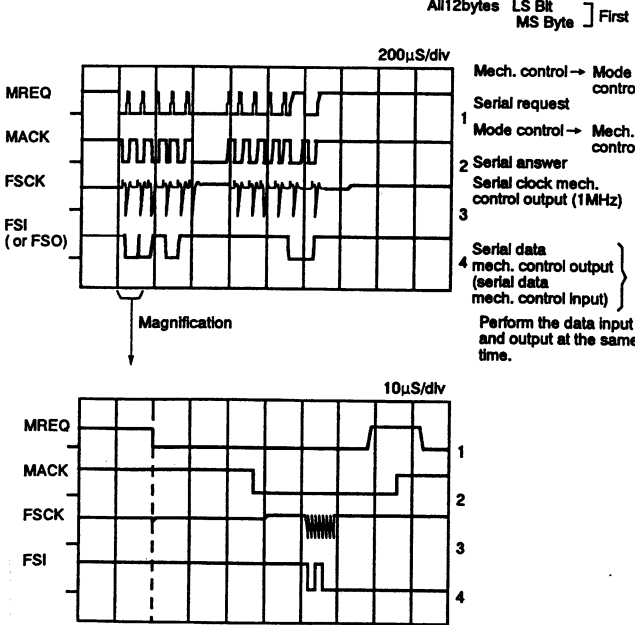 All12bytes LS Bit
MS Byte ] First
200µS/div
MREQ
MACK
FSCK
FSI
( or FSO)
Mech. control → Mode
contro
Serial request
1
Mode control → Mech.
contro
2 Serial answer
Serial clock mech.
control output (1MHz)
3
4 Serial data
mech. control output
(serial data
mech. control input)
Perform the data input
and output at the same
time.
Magnification
10µS/div
MREQ
MACK
FSCK
FSI
1
2
3
4